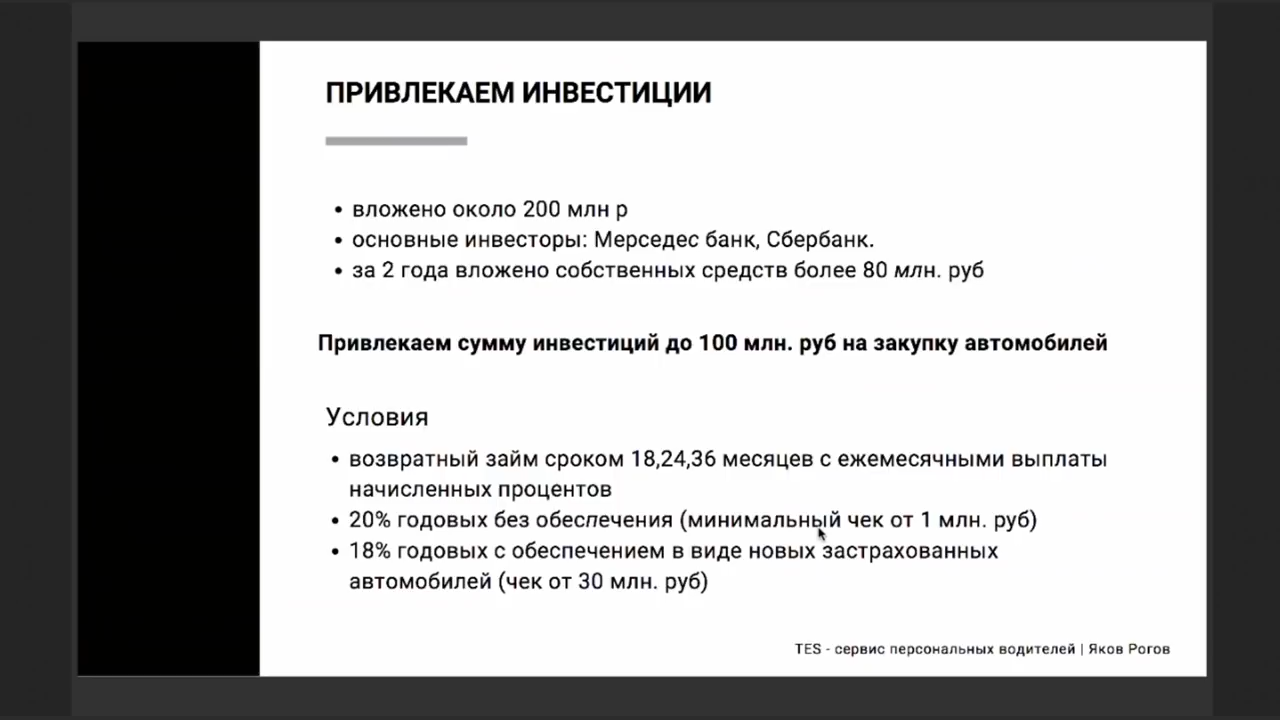 ПРИВЛЕКАЕМ ИНВЕСТИЦИИ
• вложено около 200 млн р
• основные инвесторы: Мерседес банк, Сбербанк.
• за 2 года вложено собственных средств более 80 млн. руб
Привлекаем сумму инвестиций до 100 млн. руб на закупку автомобилей
Условия
• возвратный займ сроком 18,24,36 месяцев с ежемесячными выплаты
начисленных процентов
• 20% годовых без обеспечения (минимальный чек от 1 млн. руб)
• 18% годовых с обеспечением в виде новых застрахованных
автомобилей (чек от 30 млн. руб)
TES - сервис персональных водителей | Яков Рогов